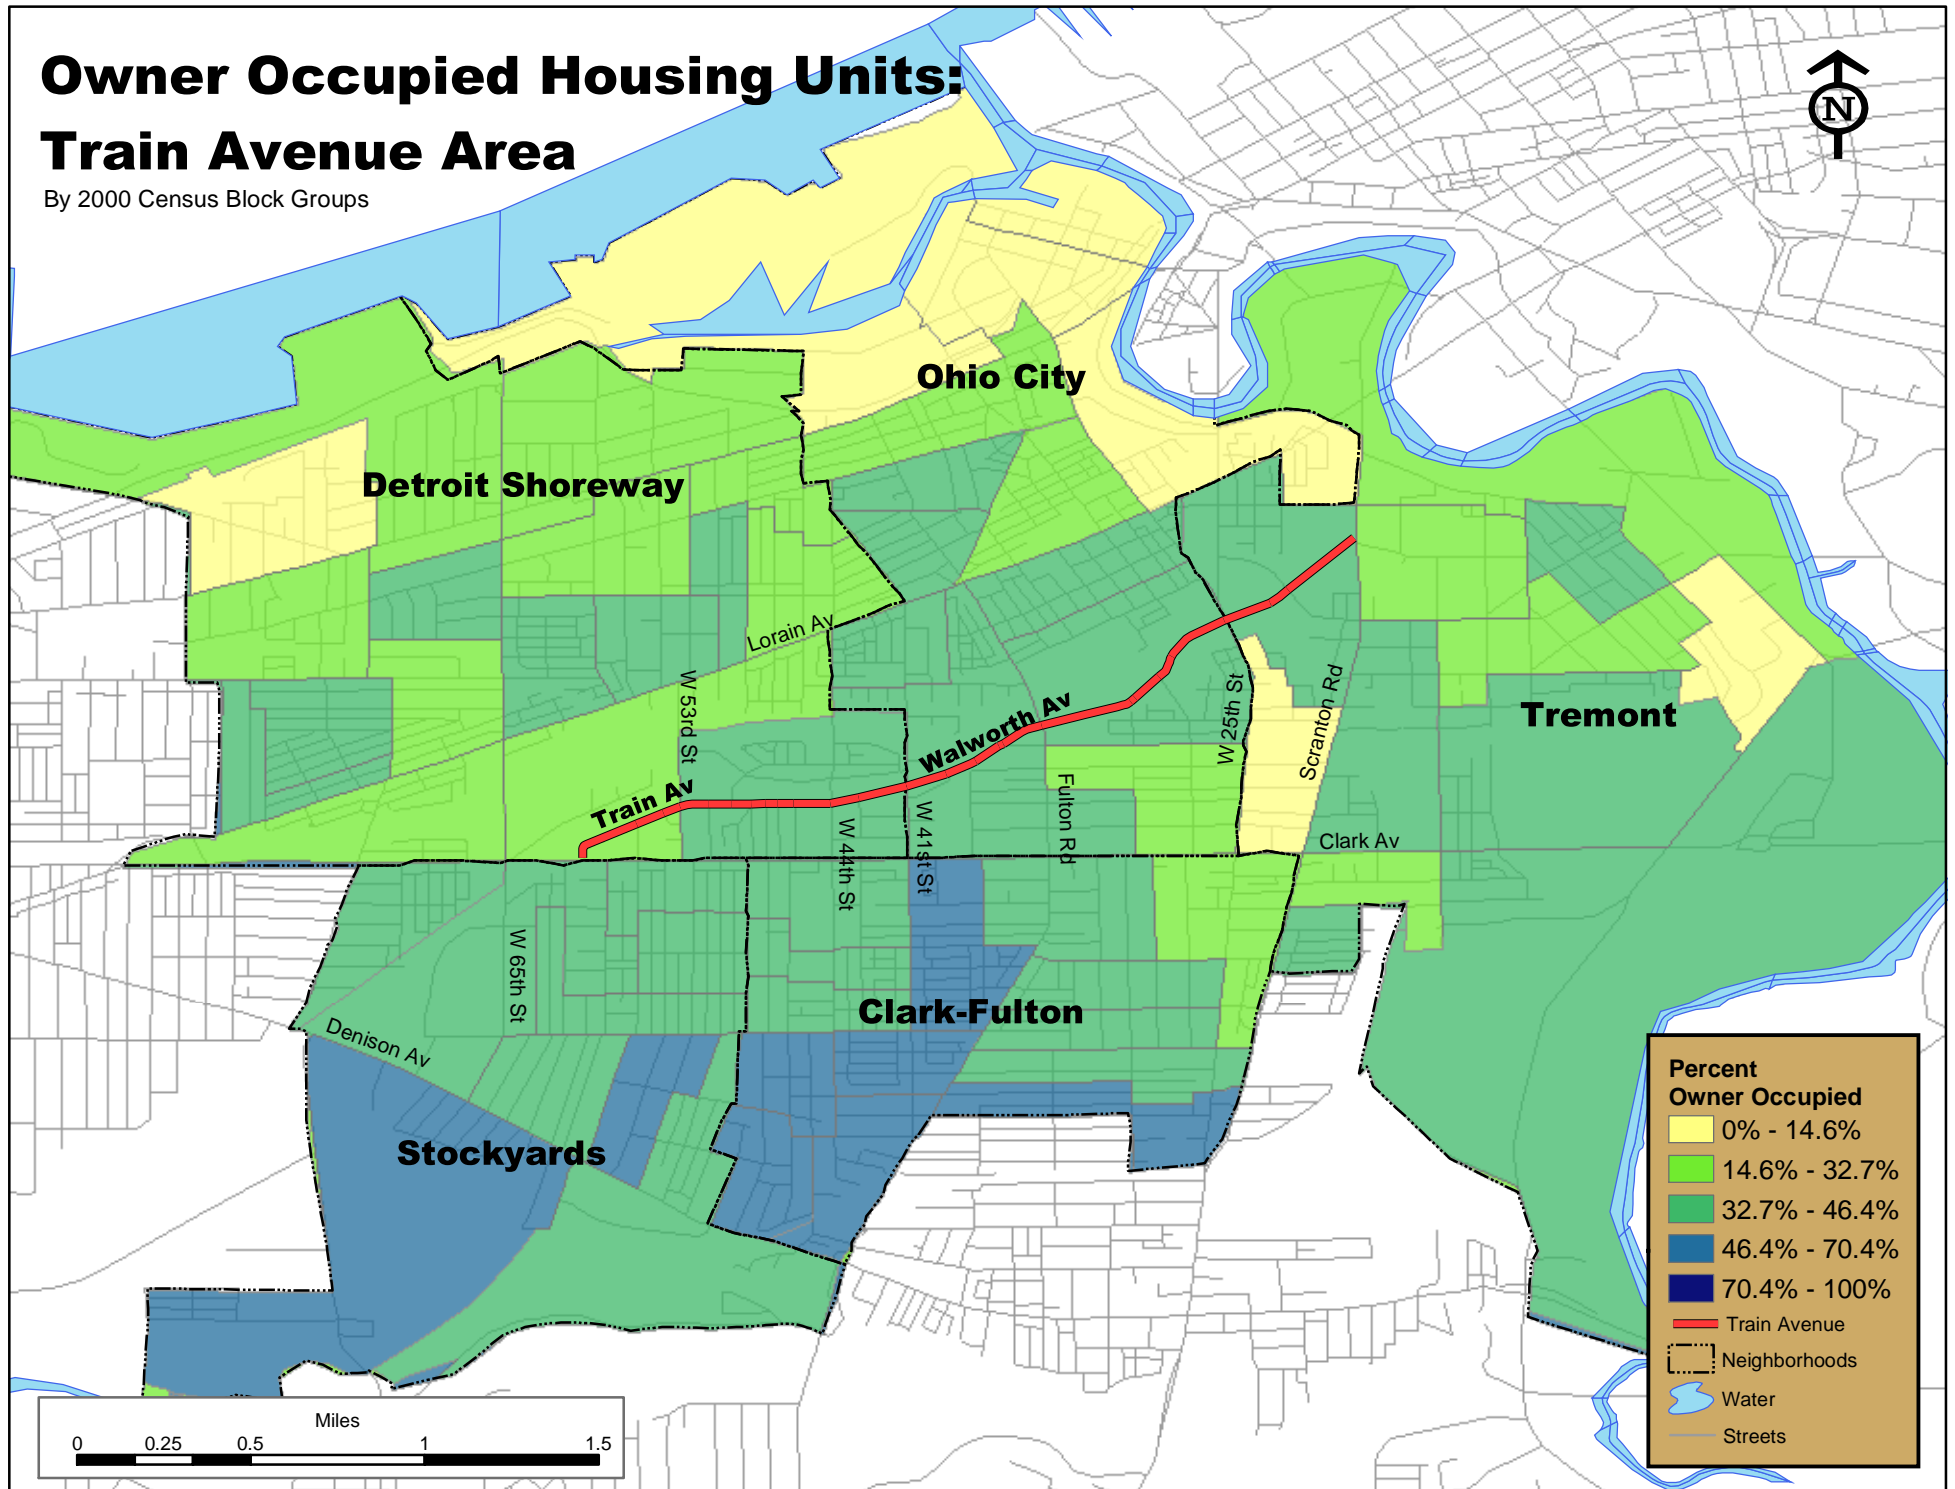 Owner Occupied Housing Units:
Train Avenue Area
By 2000 Census Block Groups
N
Ohio City
Detroit Shoreway
Lorain Av
W 53rd St
Train Av
Walworth Av
W 25th St
Scranton Rd
Tremont
Fulton Rd
W 44th St
W 41st St
Clark Av
W 65th St
Denison Av
Clark-Fulton
Stockyards
Percent
Owner Occupied
0% - 14.6%
14.6% - 32.7%
32.7% - 46.4%
46.4% - 70.4%
70.4% - 100%
Train Avenue
Neighborhoods
Water
Streets
Miles
0 0.25 0.5 1 1.5